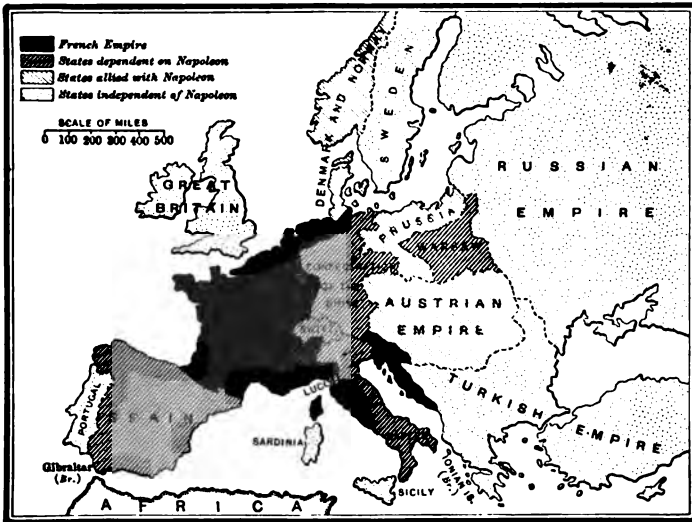 French Empire
States dependent on Napoleon
States allied with Napoleon
States independent of Napoleon
SCALE OF MILES
0 100 200 300 400 500
GREAT
BRITAIN
DENMARK AND NORWAY
SWEDEN
RUSSIAN
EMPIRE
PRUSSIA
WARSAW
AUSTRIAN
EMPIRE
TURKISH EMPIRE
PORTUGAL
SPAIN
Gibraltar
(Br.)
LUCCA
SARDINIA
SICILY
IONIAN IS.
(Br.)
AFRICA